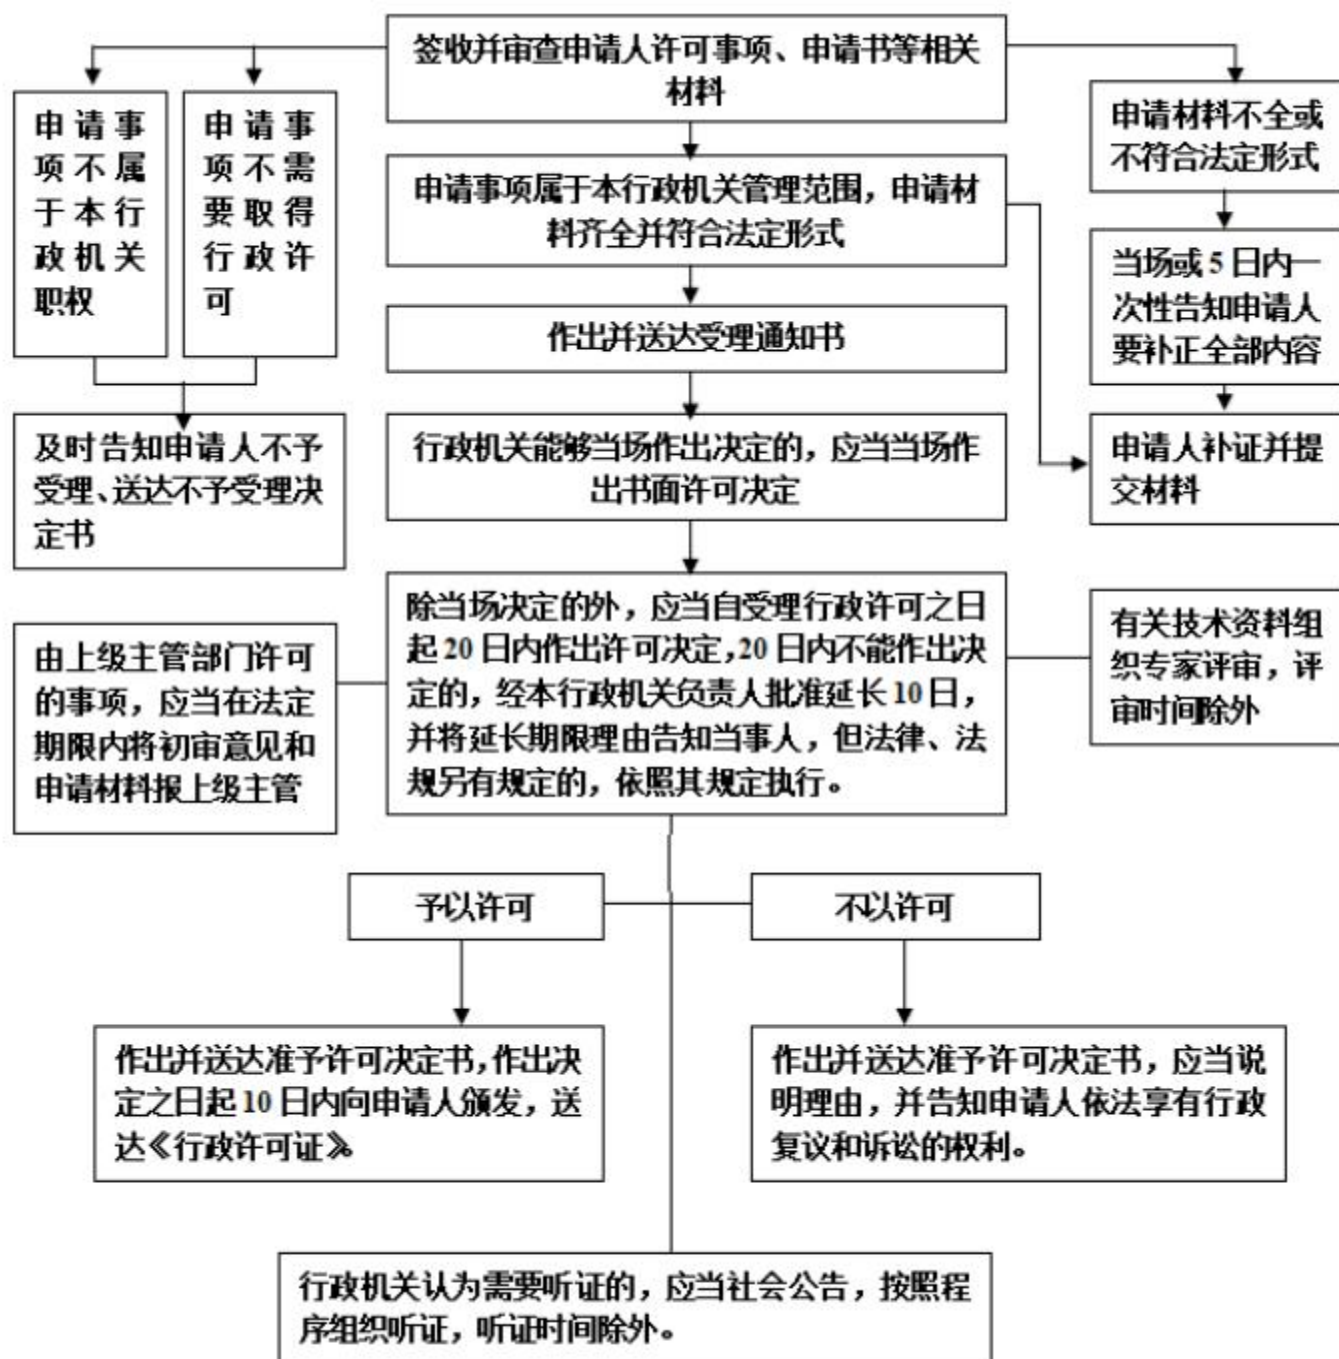 签收并审查申请人许可事项、申请书等相关
材料
申请事
项不属
于本行
政机关
职权
申请事
项不需
要取得
行政许
可
申请材料不全或
不符合法定形式
申请事项属于本行政机关管理范围，申请材
料齐全并符合法定形式
当场或5日内一
次性告知申请人
要补正全部内容
作出并送达受理通知书
及时告知申请人不予
受理、送达不予受理决
定书
行政机关能够当场作出决定的，应当当场作
出书面许可决定
申请人补证并提
交材料
由上级主管部门许可
的事项，应当在法定
期限内将初审意见和
申请材料报上级主管
除当场决定的外，应当自受理行政许可之日
起20日内作出许可决定，20日内不能作出决
定的，经本行政机关负责人批准延长10日，
并将延长期限理由告知当事人，但法律、法
规另有规定的，依照其规定执行。
有关技术资料组
织专家评审，评
审时间除外
予以许可
不以许可
作出并送达准予许可决定书，作出决
定之日起10日内向申请人颁发，送
达《行政许可证》。
作出并送达准予许可决定书，应当说
明理由，并告知申请人依法享有行政
复议和诉讼的权利。
行政机关认为需要听证的，应当社会公告，按照程
序组织听证，听证时间除外。